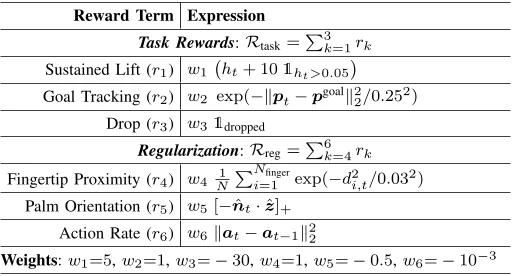 Reward Term Expression
Task Rewards: R_task = ∑_{k=1}^{3} r_k
Sustained Lift (r_1) w_1 (h_t + 10 𝟙_{h_t>0.05})
Goal Tracking (r_2) w_2 exp(−‖p_t − p^goal‖_2^2/0.25^2)
Drop (r_3) w_3 𝟙_dropped
Regularization: R_reg = ∑_{k=4}^{6} r_k
Fingertip Proximity (r_4) w_4 1/N ∑_{i=1}^{N_finger} exp(−d_{i,t}^2/0.03^2)
Palm Orientation (r_5) w_5 [−n̂_t · ẑ]_+
Action Rate (r_6) w_6 ‖a_t − a_{t−1}‖_2^2
Weights: w_1=5, w_2=1, w_3=− 30, w_4=1, w_5=− 0.5, w_6=− 10^{−3}